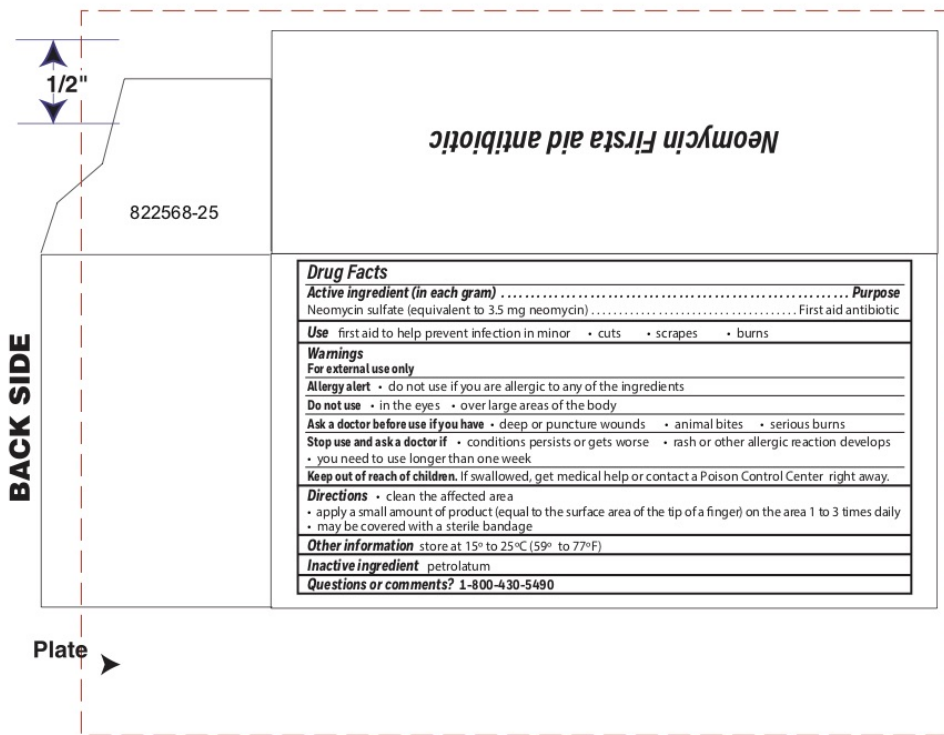 1/2"
Neomycin Firsta aid antibiotic
822568-25
BACK SIDE
Drug Facts
Active ingredient (in each gram) ............................................................ Purpose
Neomycin sulfate (equivalent to 3.5 mg neomycin) ..................................... First aid antibiotic
Use first aid to help prevent infection in minor • cuts • scrapes • burns
Warnings
For external use only
Allergy alert • do not use if you are allergic to any of the ingredients
Do not use • in the eyes • over large areas of the body
Ask a doctor before use if you have • deep or puncture wounds • animal bites • serious burns
Stop use and ask a doctor if • conditions persists or gets worse • rash or other allergic reaction develops
• you need to use longer than one week
Keep out of reach of children. If swallowed, get medical help or contact a Poison Control Center right away.
Directions • clean the affected area
• apply a small amount of product (equal to the surface area of the tip of a finger) on the area 1 to 3 times daily
• may be covered with a sterile bandage
Other information store at 15º to 25ºC (59º to 77ºF)
Inactive ingredient petrolatum
Questions or comments? 1-800-430-5490
Plate